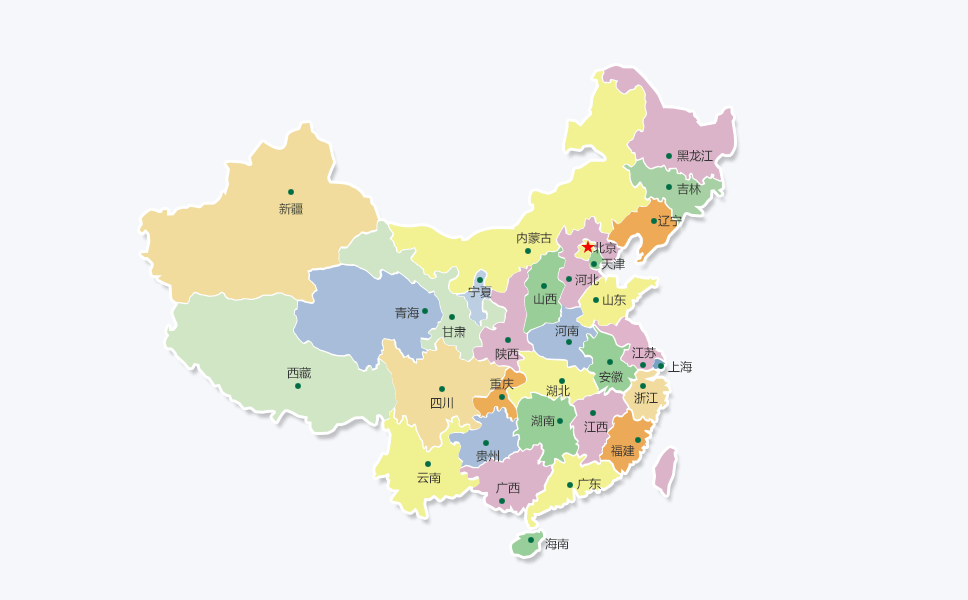 黑龙江
吉林
新疆
辽宁
内蒙古
北京
天津
河北
宁夏
山西
山东
青海
甘肃
河南
陕西
江苏
上海
西藏
安徽
重庆
湖北
四川
浙江
湖南
江西
福建
贵州
云南
广西
广东
海南